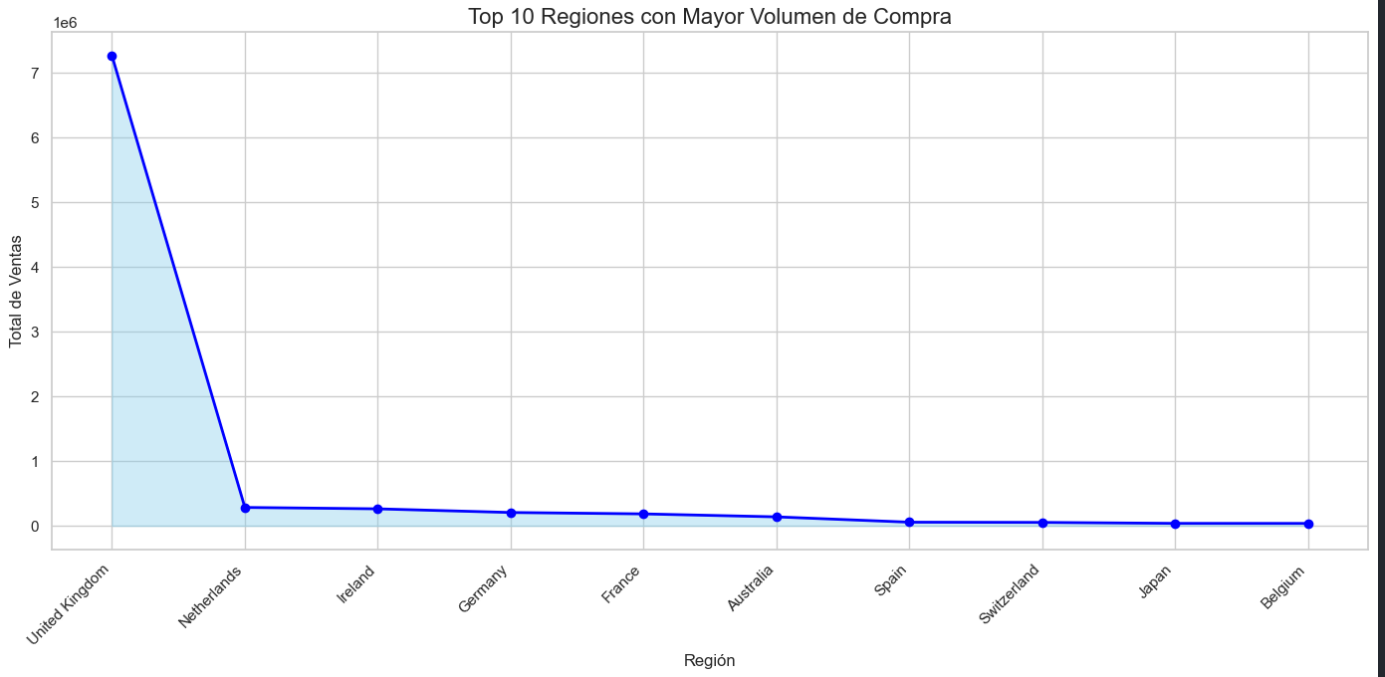 Top 10 Regiones con Mayor Volumen de Compra
1e6
7
6
5
4
3
2
1
0
Total de Ventas
United Kingdom
Netherlands
Ireland
Germany
France
Australia
Spain
Switzerland
Japan
Belgium
Región